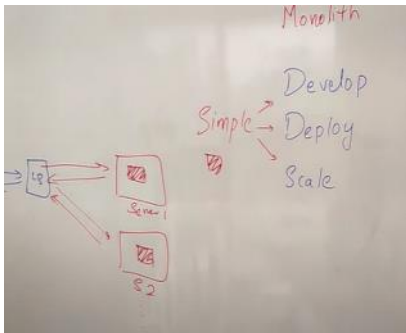 Monolith
Develop
Simple → Deploy
Scale
LB
Server 1
S2